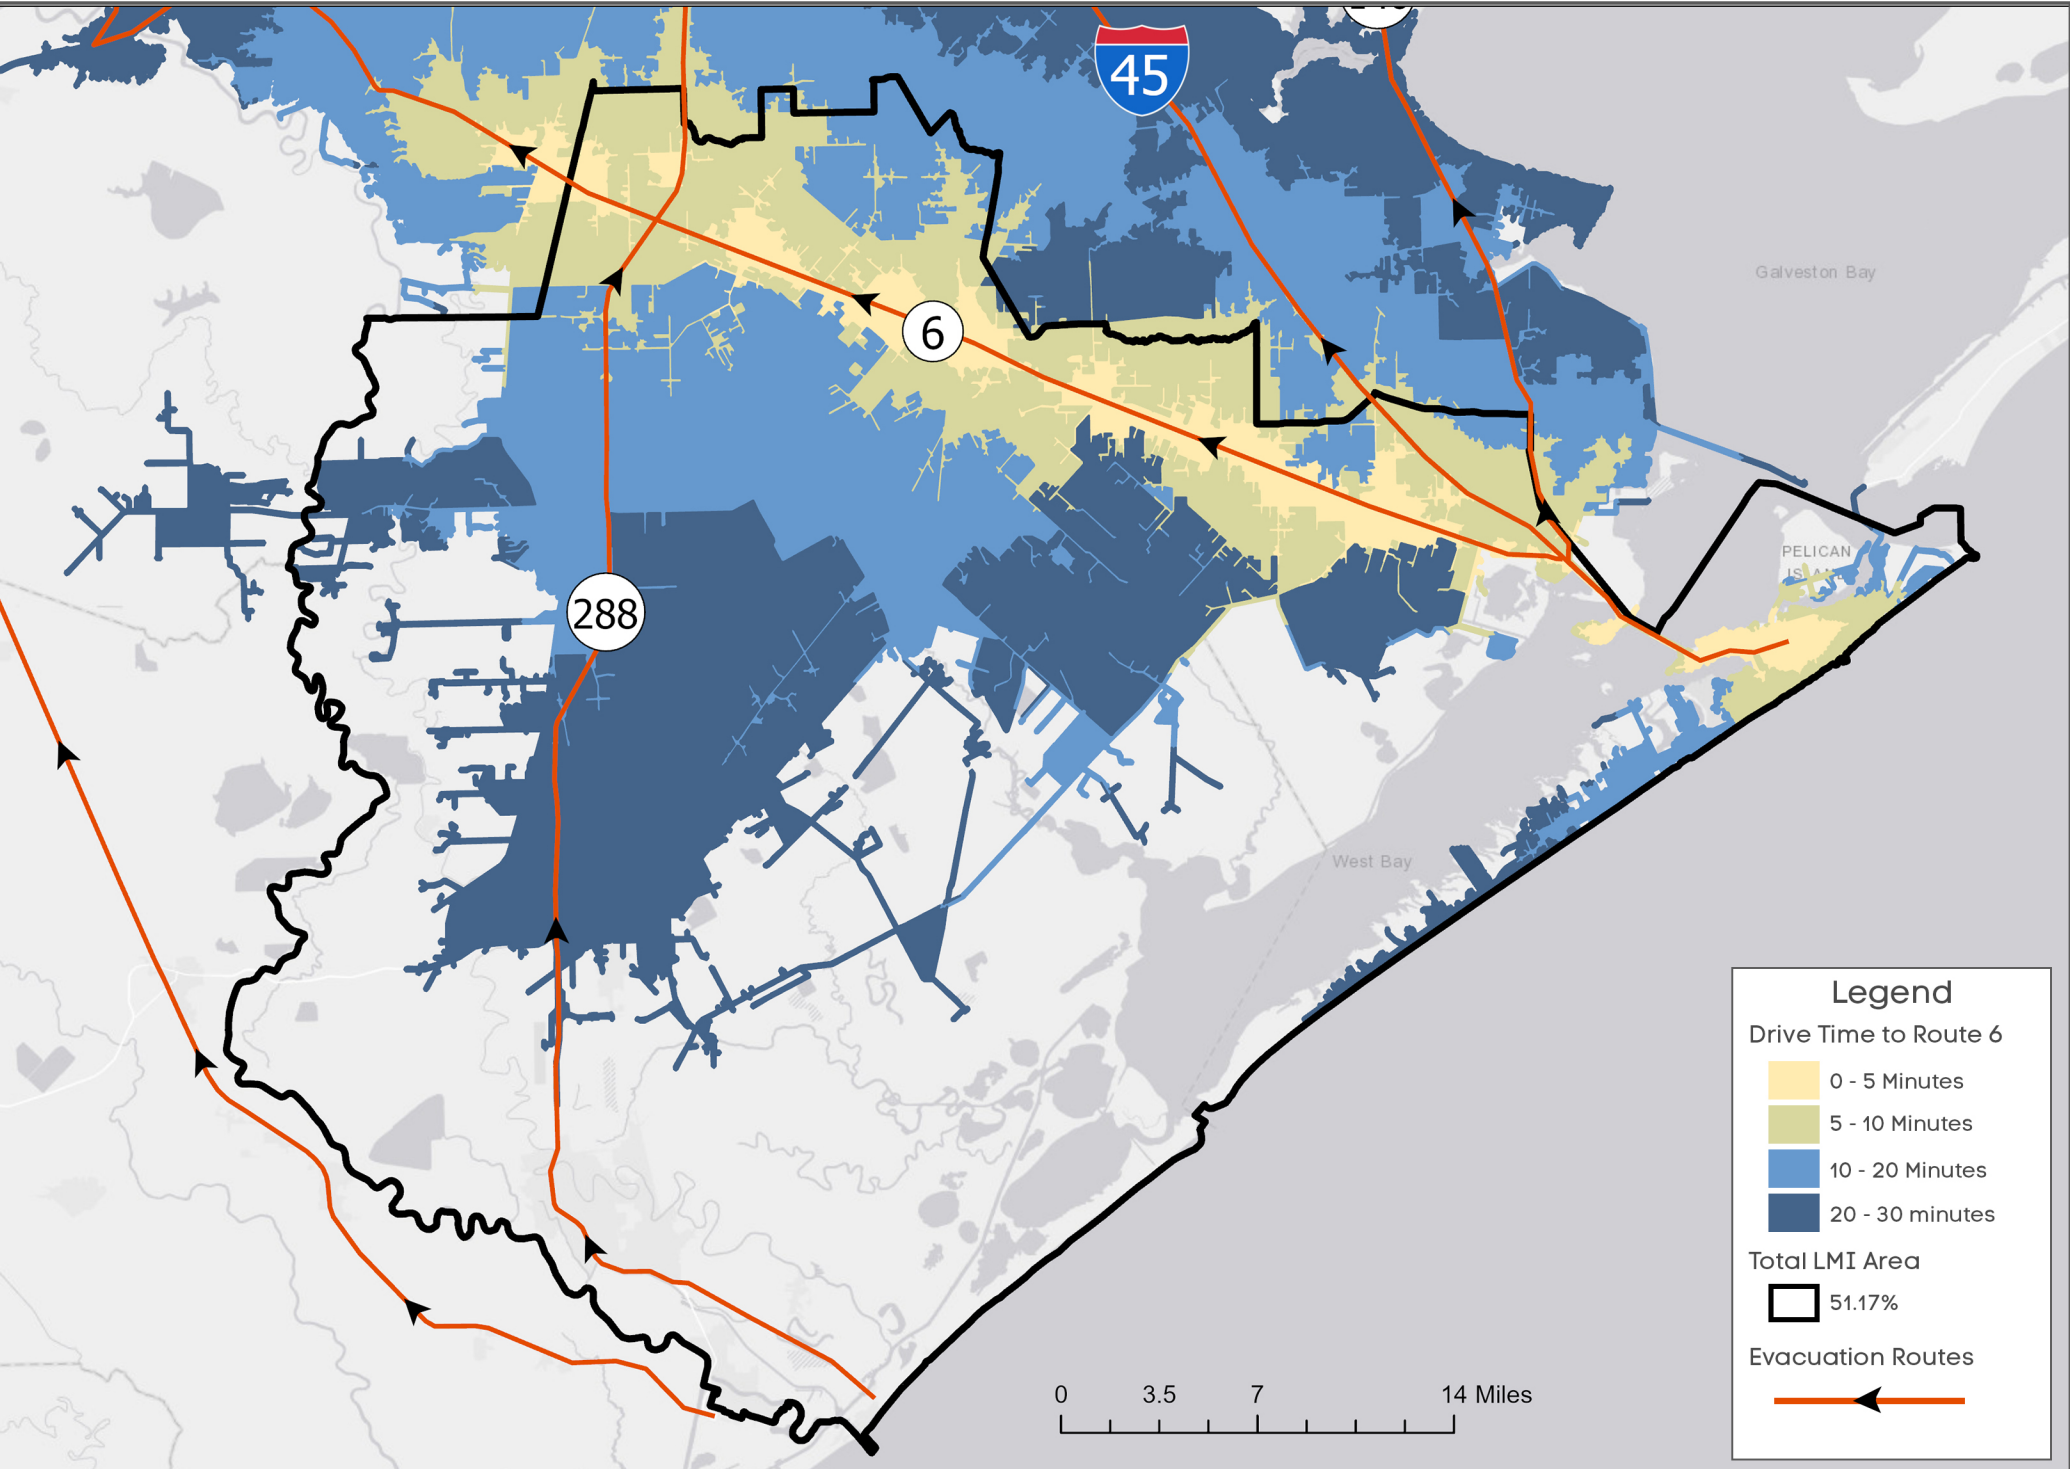 45
Galveston Bay
6
PELICAN
288
West Bay
Legend
Drive Time to Route 6
0 - 5 Minutes
5 - 10 Minutes
10 - 20 Minutes
20 - 30 minutes
Total LMI Area
51.17%
Evacuation Routes
0 3.5 7 14 Miles